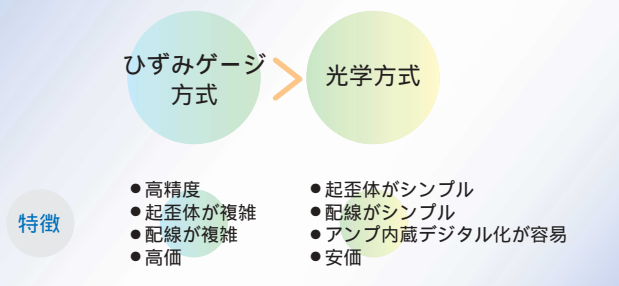 ひずみゲージ
方式
光学方式
特徴
●高精度
●起歪体が複雑
●配線が複雑
●高価
●起歪体がシンプル
●配線がシンプル
●アンプ内蔵デジタル化が容易
●安価